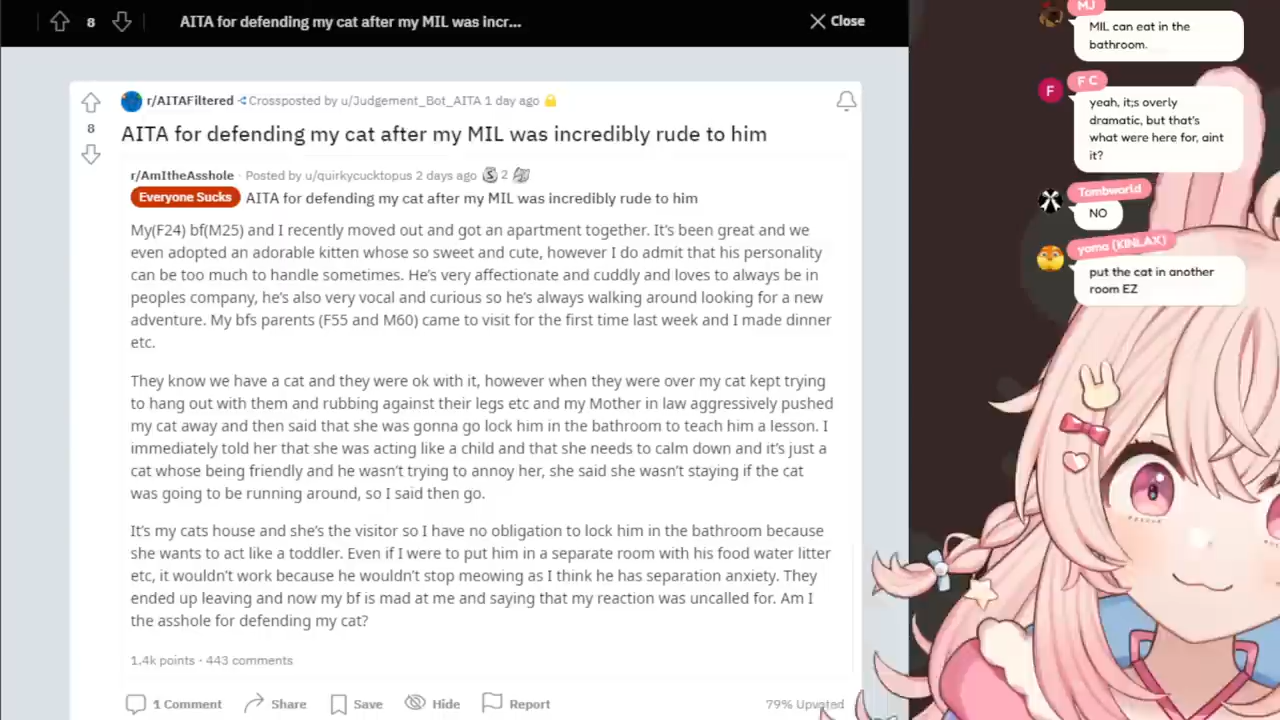 8
AITA for defending my cat after my MIL was incr...
Close
r/AITAFiltered Crossposted by u/Judgement_Bot_AITA 1 day ago
8
AITA for defending my cat after my MIL was incredibly rude to him
r/AmItheAsshole · Posted by u/quirkycucktopus 2 days ago 2
Everyone Sucks AITA for defending my cat after my MIL was incredibly rude to him
My(F24) bf(M25) and I recently moved out and got an apartment together. It's been great and we
even adopted an adorable kitten whose so sweet and cute, however I do admit that his personality
can be too much to handle sometimes. He's very affectionate and cuddly and loves to always be in
peoples company, he's also very vocal and curious so he's always walking around looking for a new
adventure. My bfs parents (F55 and M60) came to visit for the first time last week and I made dinner
etc.
They know we have a cat and they were ok with it, however when they were over my cat kept trying
to hang out with them and rubbing against their legs etc and my Mother in law aggressively pushed
my cat away and then said that she was gonna go lock him in the bathroom to teach him a lesson. I
immediately told her that she was acting like a child and that she needs to calm down and it's just a
cat whose being friendly and he wasn't trying to annoy her, she said she wasn't staying if the cat
was going to be running around, so I said then go.
It's my cats house and she's the visitor so I have no obligation to lock him in the bathroom because
she wants to act like a toddler. Even if I were to put him in a separate room with his food water litter
etc, it wouldn't work because he wouldn't stop meowing as I think he has separation anxiety. They
ended up leaving and now my bf is mad at me and saying that my reaction was uncalled for. Am I
the asshole for defending my cat?
1.4k points · 443 comments
1 Comment Share Save Hide Report 79% Upvoted
MJ
MIL can eat in the
bathroom.
F
F C
yeah, it;s overly
dramatic, but that's
what were here for, aint
it?
Tombworld
NO
yama (KINLAX)
put the cat in another
room EZ